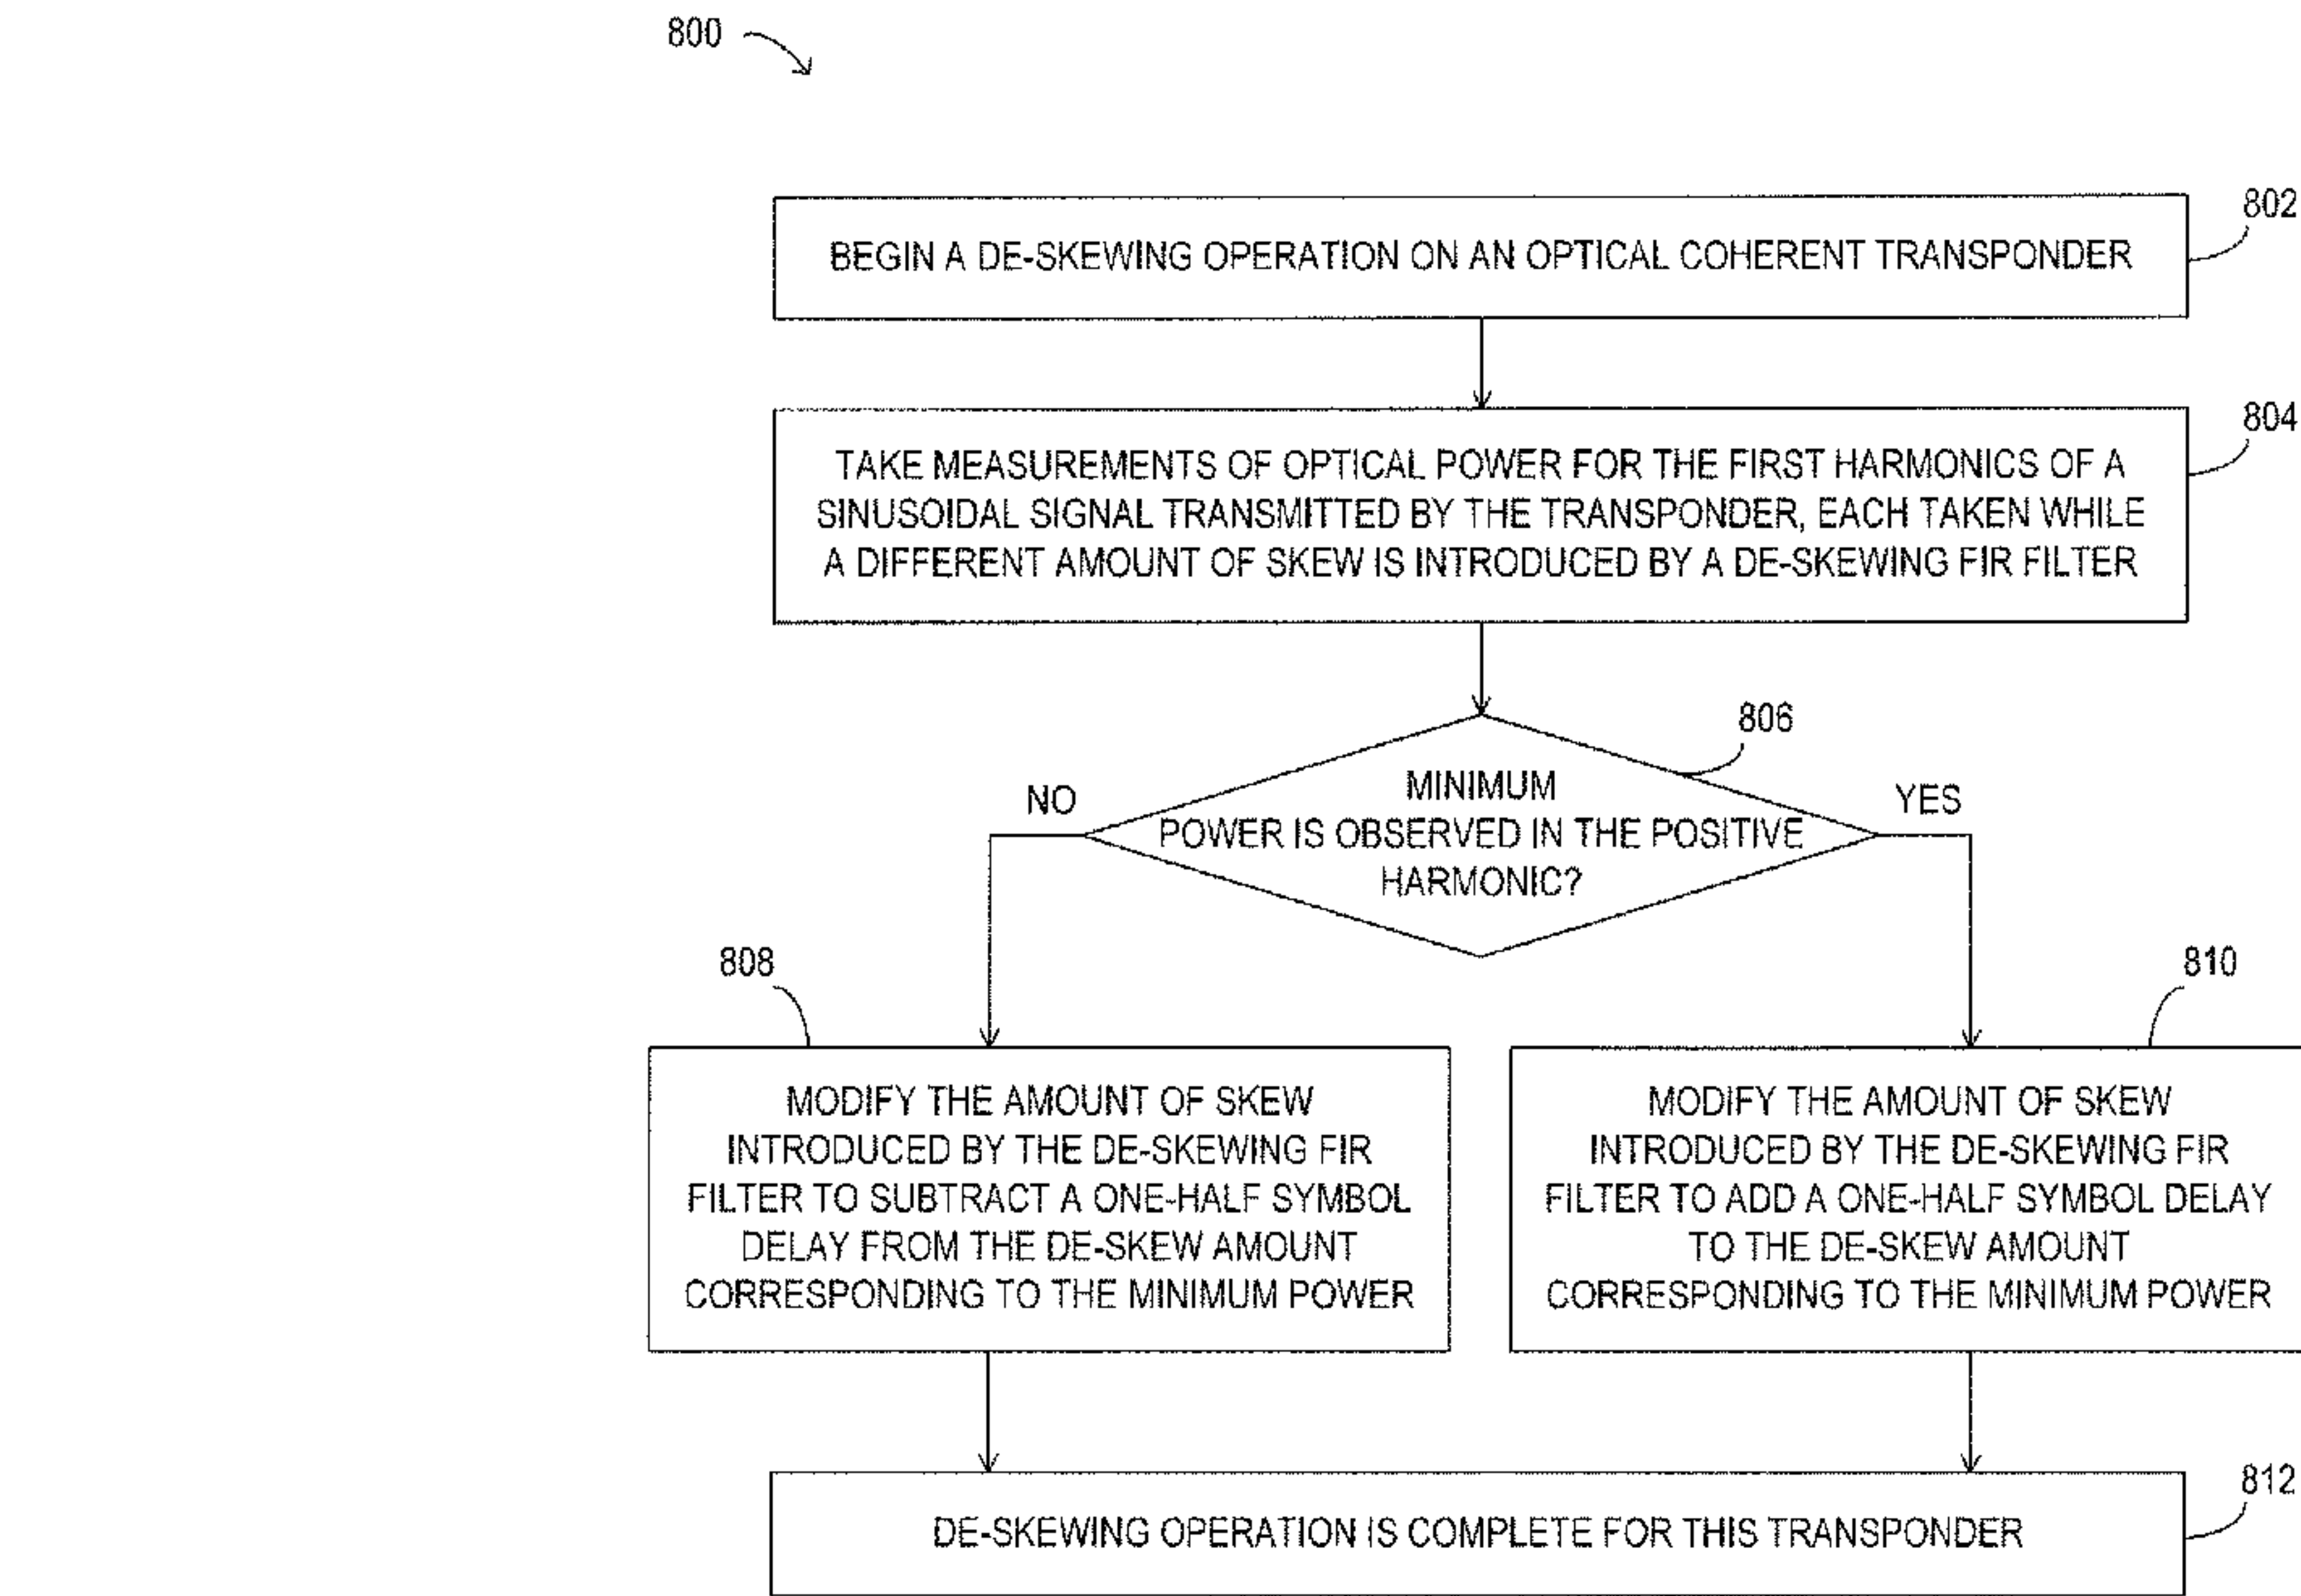 800
802
BEGIN A DE-SKEWING OPERATION ON AN OPTICAL COHERENT TRANSPONDER
804
TAKE MEASUREMENTS OF OPTICAL POWER FOR THE FIRST HARMONICS OF A
SINUSOIDAL SIGNAL TRANSMITTED BY THE TRANSPONDER, EACH TAKEN WHILE
A DIFFERENT AMOUNT OF SKEW IS INTRODUCED BY A DE-SKEWING FIR FILTER
806
NO
YES
MINIMUM
POWER IS OBSERVED IN THE POSITIVE
HARMONIC?
808
MODIFY THE AMOUNT OF SKEW
INTRODUCED BY THE DE-SKEWING FIR
FILTER TO SUBTRACT A ONE-HALF SYMBOL
DELAY FROM THE DE-SKEW AMOUNT
CORRESPONDING TO THE MINIMUM POWER
810
MODIFY THE AMOUNT OF SKEW
INTRODUCED BY THE DE-SKEWING FIR
FILTER TO ADD A ONE-HALF SYMBOL DELAY
TO THE DE-SKEW AMOUNT
CORRESPONDING TO THE MINIMUM POWER
812
DE-SKEWING OPERATION IS COMPLETE FOR THIS TRANSPONDER